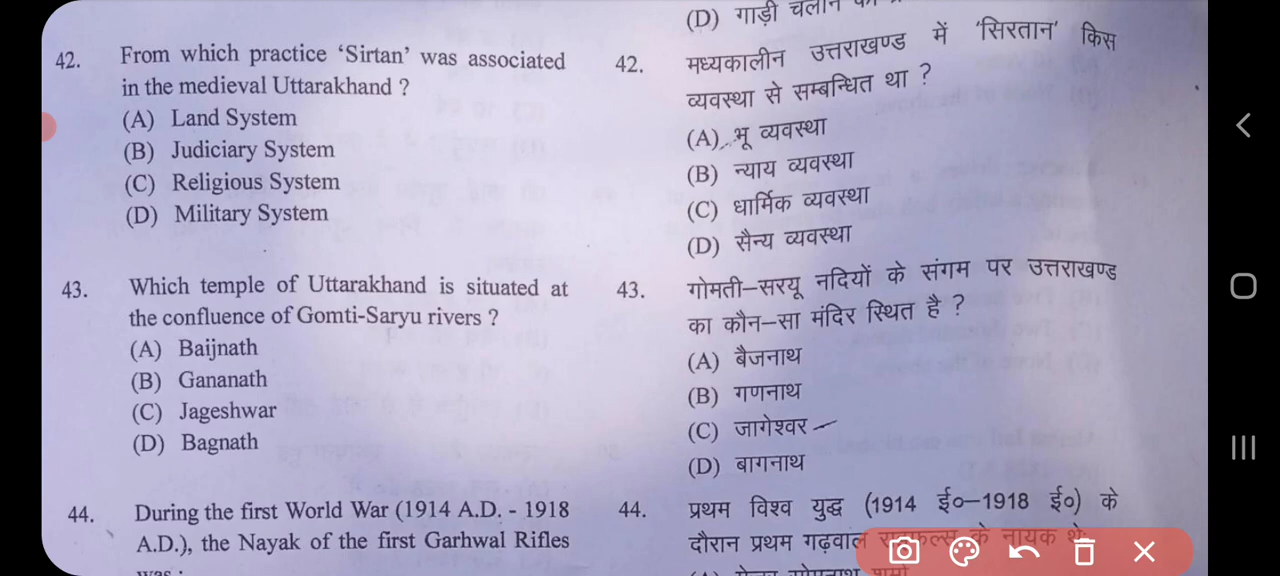 42. From which practice ‘Sirtan’ was associated
in the medieval Uttarakhand ?
(A) Land System
(B) Judiciary System
(C) Religious System
(D) Military System
43. Which temple of Uttarakhand is situated at
the confluence of Gomti-Saryu rivers ?
(A) Baijnath
(B) Gananath
(C) Jageshwar
(D) Bagnath
44. During the first World War (1914 A.D. - 1918
A.D.), the Nayak of the first Garhwal Rifles
was :
(D) गाड़ी चलाने
42. मध्यकालीन उत्तराखण्ड में ‘सिरतान’ किस
व्यवस्था से सम्बन्धित था ?
(A) भू व्यवस्था
(B) न्याय व्यवस्था
(C) धार्मिक व्यवस्था
(D) सैन्य व्यवस्था
43. गोमती–सरयू नदियों के संगम पर उत्तराखण्ड
का कौन–सा मंदिर स्थित है ?
(A) बैजनाथ
(B) गणनाथ
(C) जागेश्वर
(D) बागनाथ
44. प्रथम विश्व युद्ध (1914 ई०–1918 ई०) के
दौरान प्रथम गढ़वाल के नायक थे